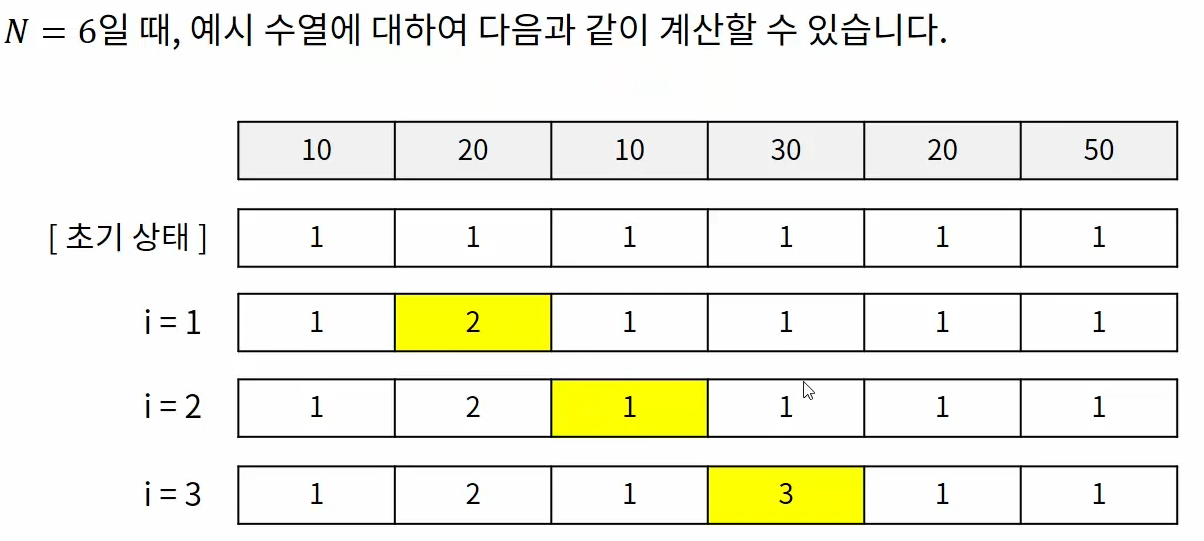 N = 6일 때, 예시 수열에 대하여 다음과 같이 계산할 수 있습니다.
10 20 10 30 20 50
[ 초기 상태 ] 1 1 1 1 1 1
i = 1 1 2 1 1 1 1
i = 2 1 2 1 1 1 1
i = 3 1 2 1 3 1 1